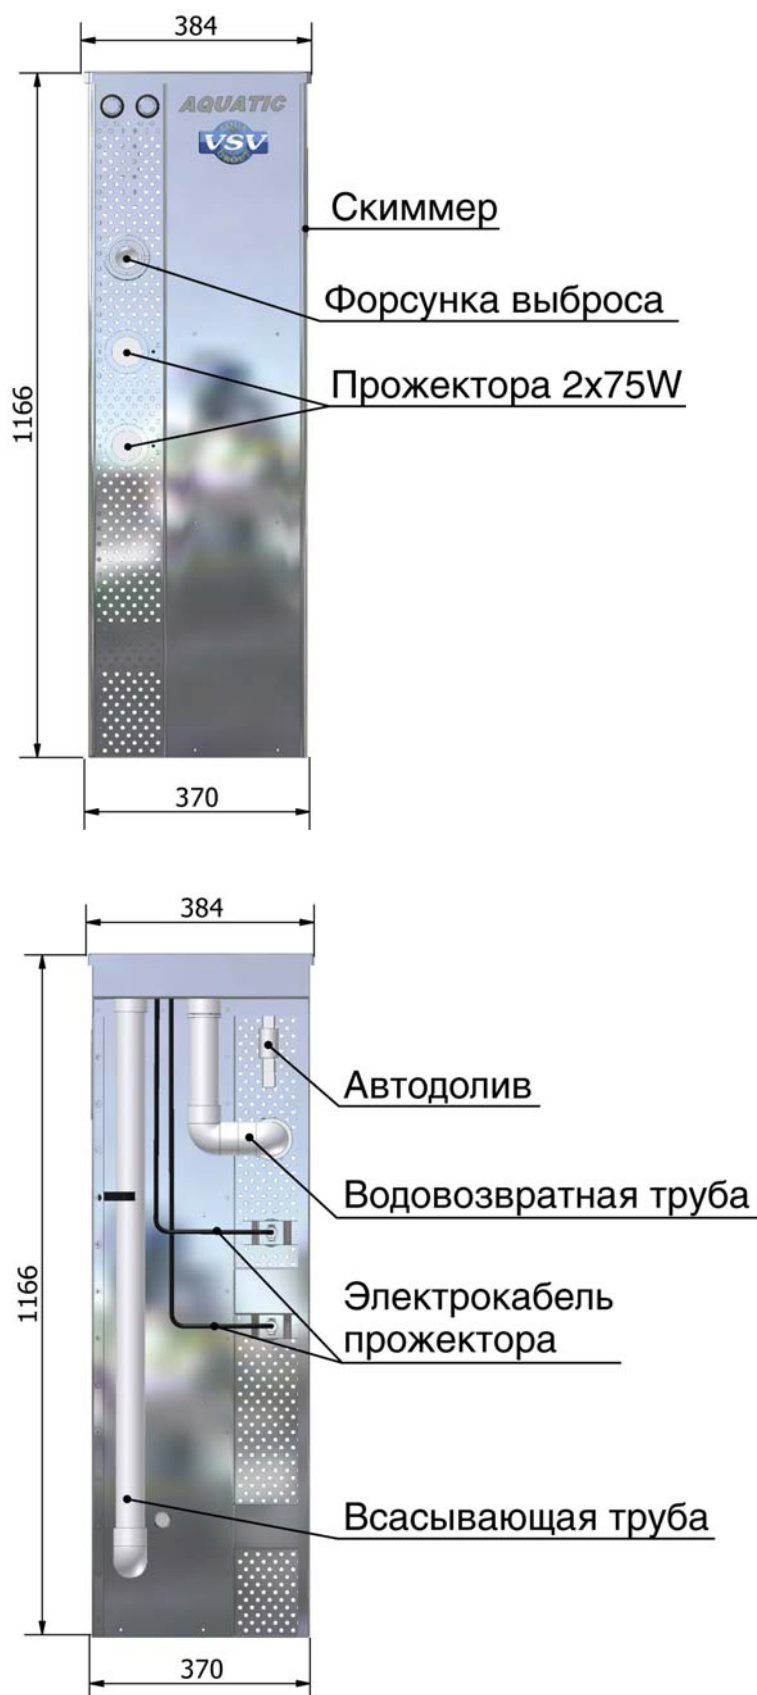 384
AQUATIC
VSV
Скиммер
Форсунка выброса
Прожектора 2x75W
1166
370
384
Автодолив
Водовозвратная труба
Электрокабель
прожектора
1166
Всасывающая труба
370